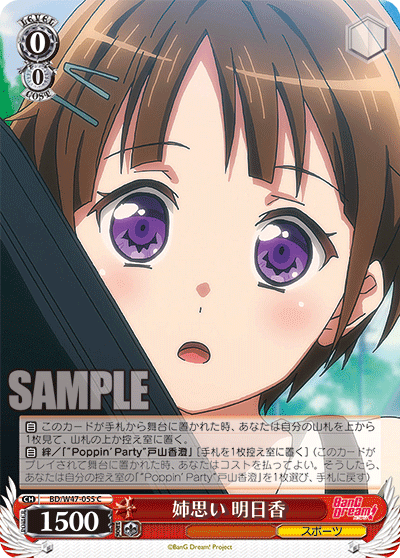 LEVEL
0
0
COST
SAMPLE
このカードが手札から舞台に置かれた時、あなたは自分の山札を上から
1枚見て、山札の上か控え室に置く。
絆／「"Poppin' Party"戸山香澄」［手札を1枚控え室に置く］（このカードが
プレイされて舞台に置かれた時、あなたはコストを払ってよい。そうしたら、
あなたは自分の控え室の「"Poppin' Party"戸山香澄」を1枚選び、手札に戻す）
CH
BD/W47-055 C
1500
姉思い 明日香
BanG Dream!
スポーツ
©BanG Dream! Project